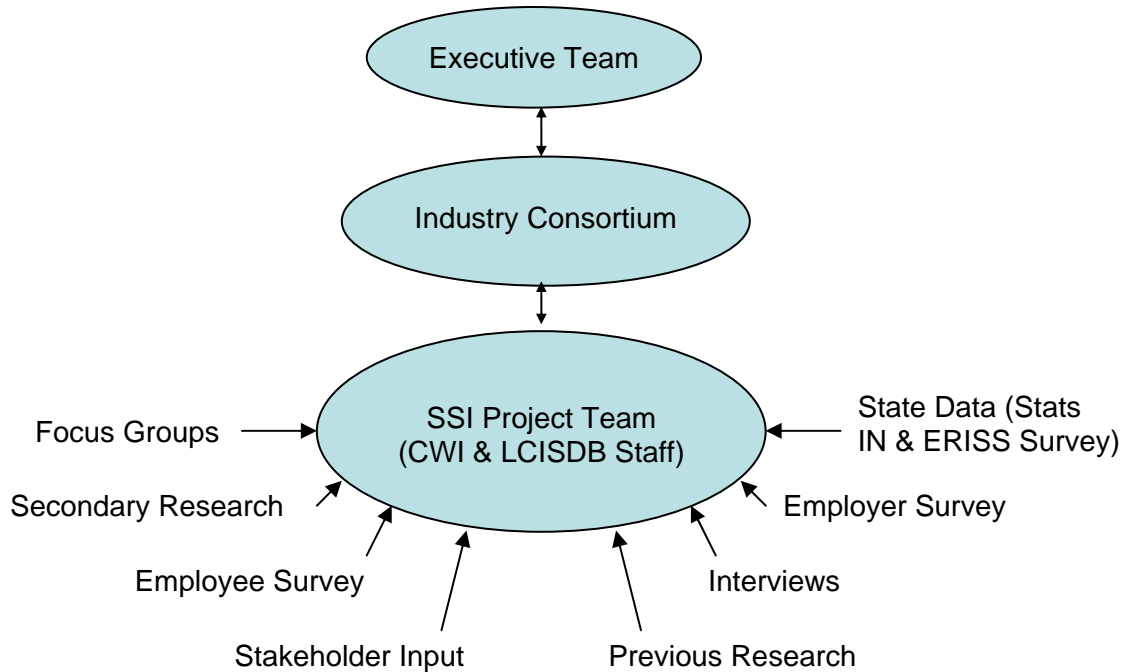 Executive Team
Industry Consortium
SSI Project Team
(CWI & LCISDB Staff)
Focus Groups
State Data (Stats
IN & ERISS Survey)
Secondary Research
Employer Survey
Employee Survey
Interviews
Stakeholder Input
Previous Research